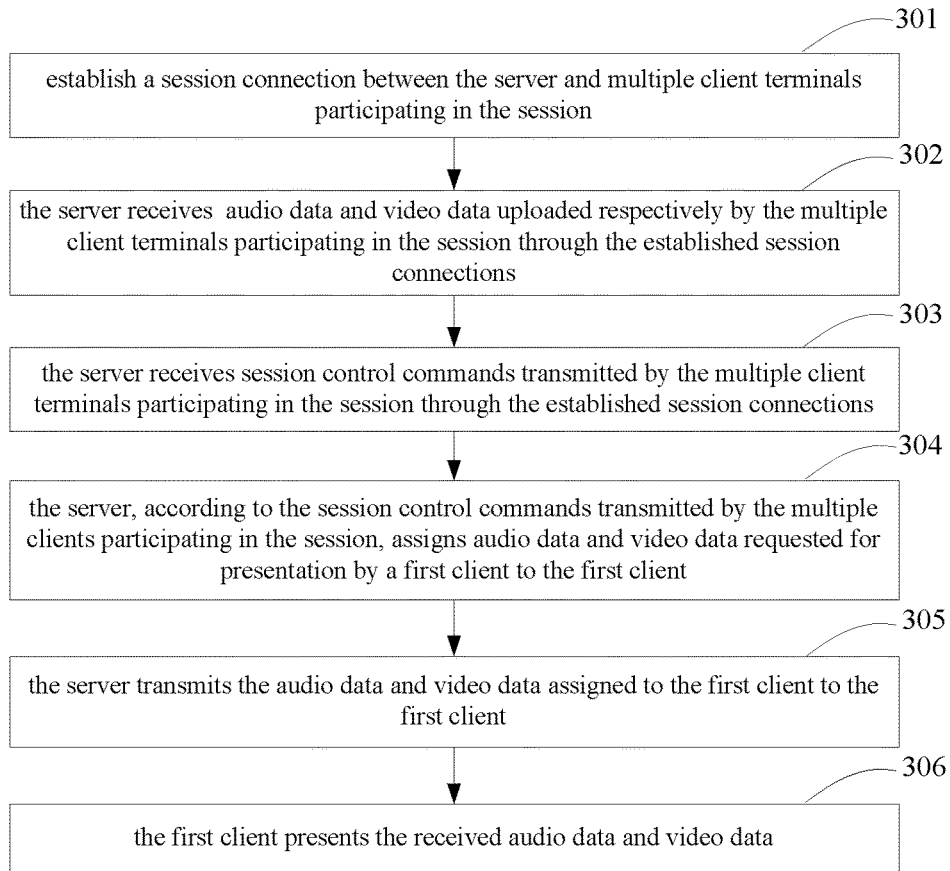 301
establish a session connection between the server and multiple client terminals
participating in the session
302
the server receives audio data and video data uploaded respectively by the multiple
client terminals participating in the session through the established session
connections
303
the server receives session control commands transmitted by the multiple client
terminals participating in the session through the established session connections
304
the server, according to the session control commands transmitted by the multiple
clients participating in the session, assigns audio data and video data requested for
presentation by a first client to the first client
305
the server transmits the audio data and video data assigned to the first client to the
first client
306
the first client presents the received audio data and video data